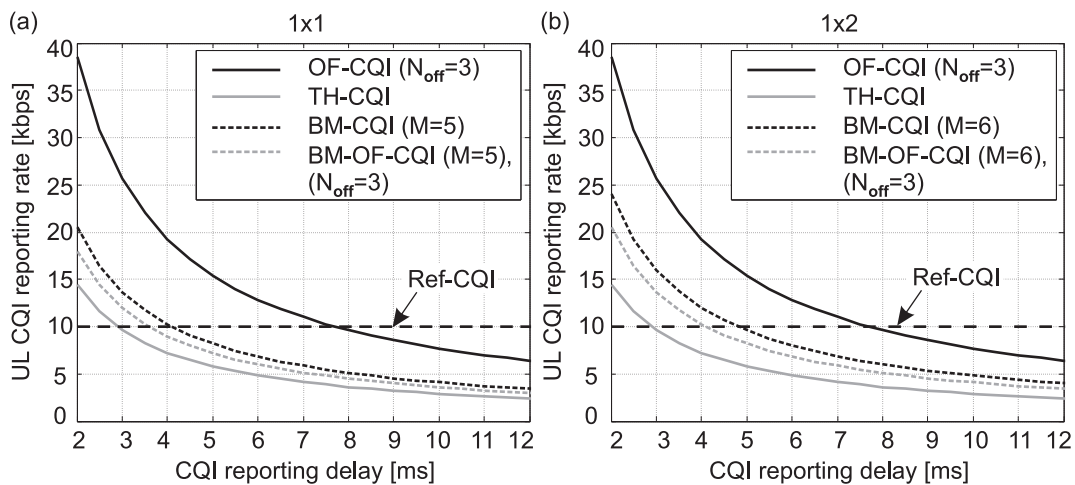 (a)
1x1
40
35
30
25
20
15
10
5
0
UL CQI reporting rate [kbps]
OF-CQI (Noff=3)
TH-CQI
BM-CQI (M=5)
BM-OF-CQI (M=5),
(Noff=3)
Ref-CQI
2 3 4 5 6 7 8 9 10 11 12
CQI reporting delay [ms]
(b)
1x2
40
35
30
25
20
15
10
5
0
UL CQI reporting rate [kbps]
OF-CQI (Noff=3)
TH-CQI
BM-CQI (M=6)
BM-OF-CQI (M=6),
(Noff=3)
Ref-CQI
2 3 4 5 6 7 8 9 10 11 12
CQI reporting delay [ms]